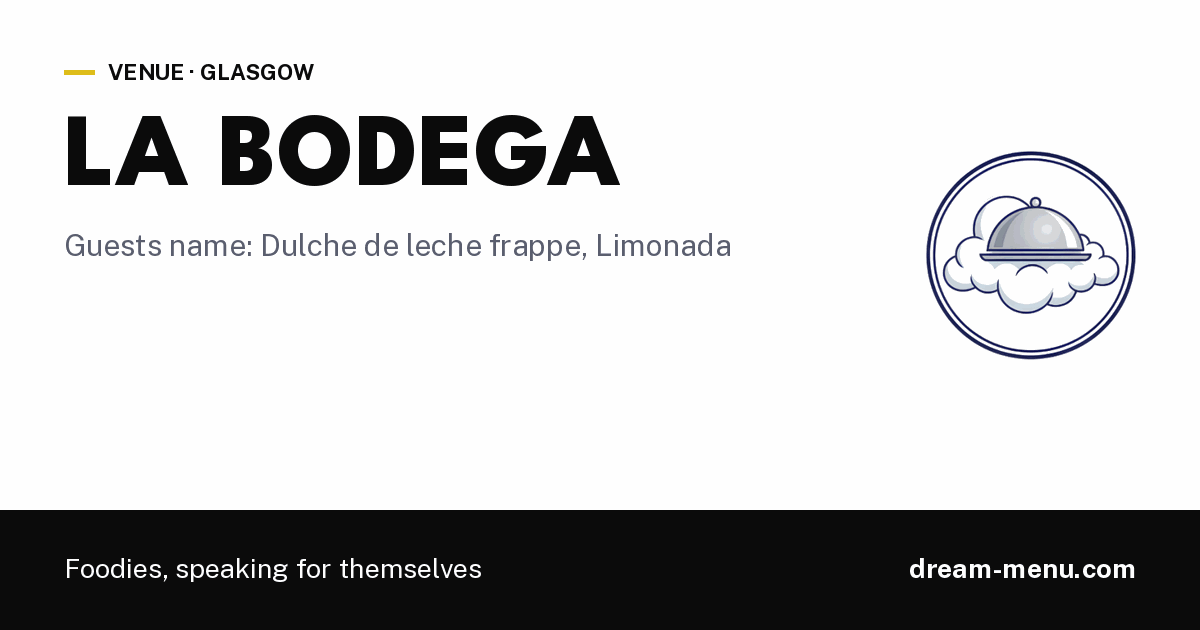 VENUE · GLASGOW
LA BODEGA
Guests name: Dulche de leche frappe, Limonada
Foodies, speaking for themselves
dream-menu.com